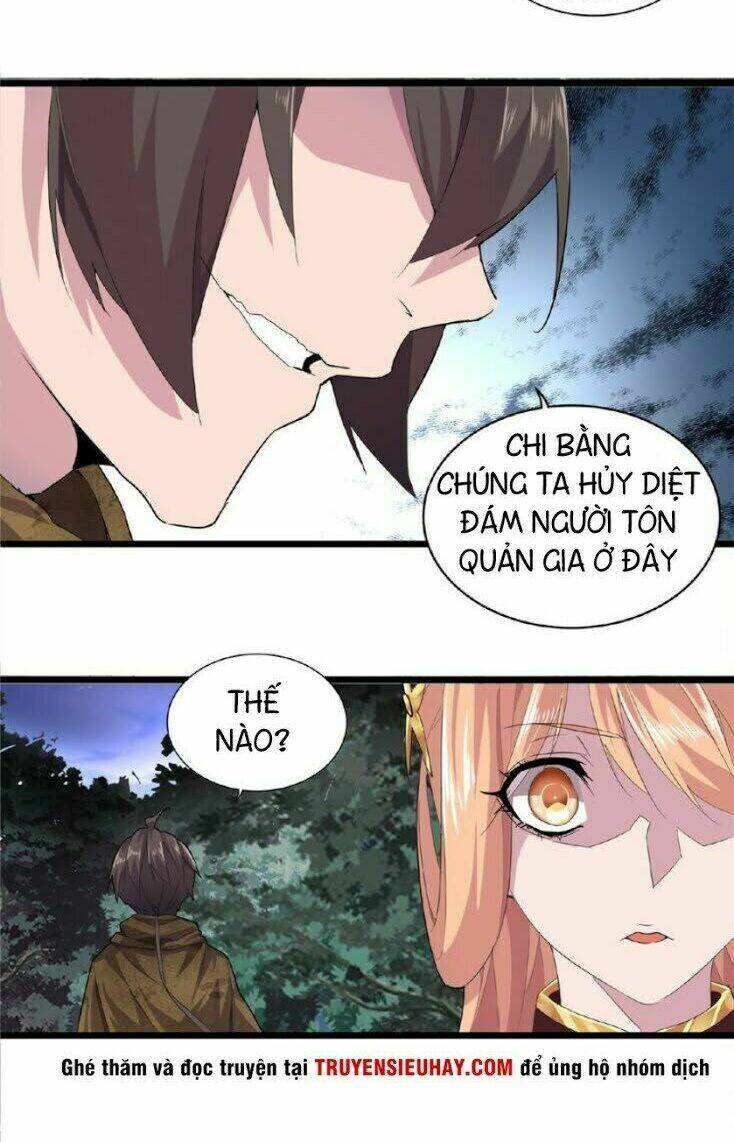 CHI BẰNG
CHÚNG TA HỦY DIỆT
ĐÁM NGƯỜI TÔN
QUẢN GIA Ở ĐÂY
THẾ
NÀO?
Ghé thăm và đọc truyện tại TRUYENSIEUHAY.COM để ủng hộ nhóm dịch